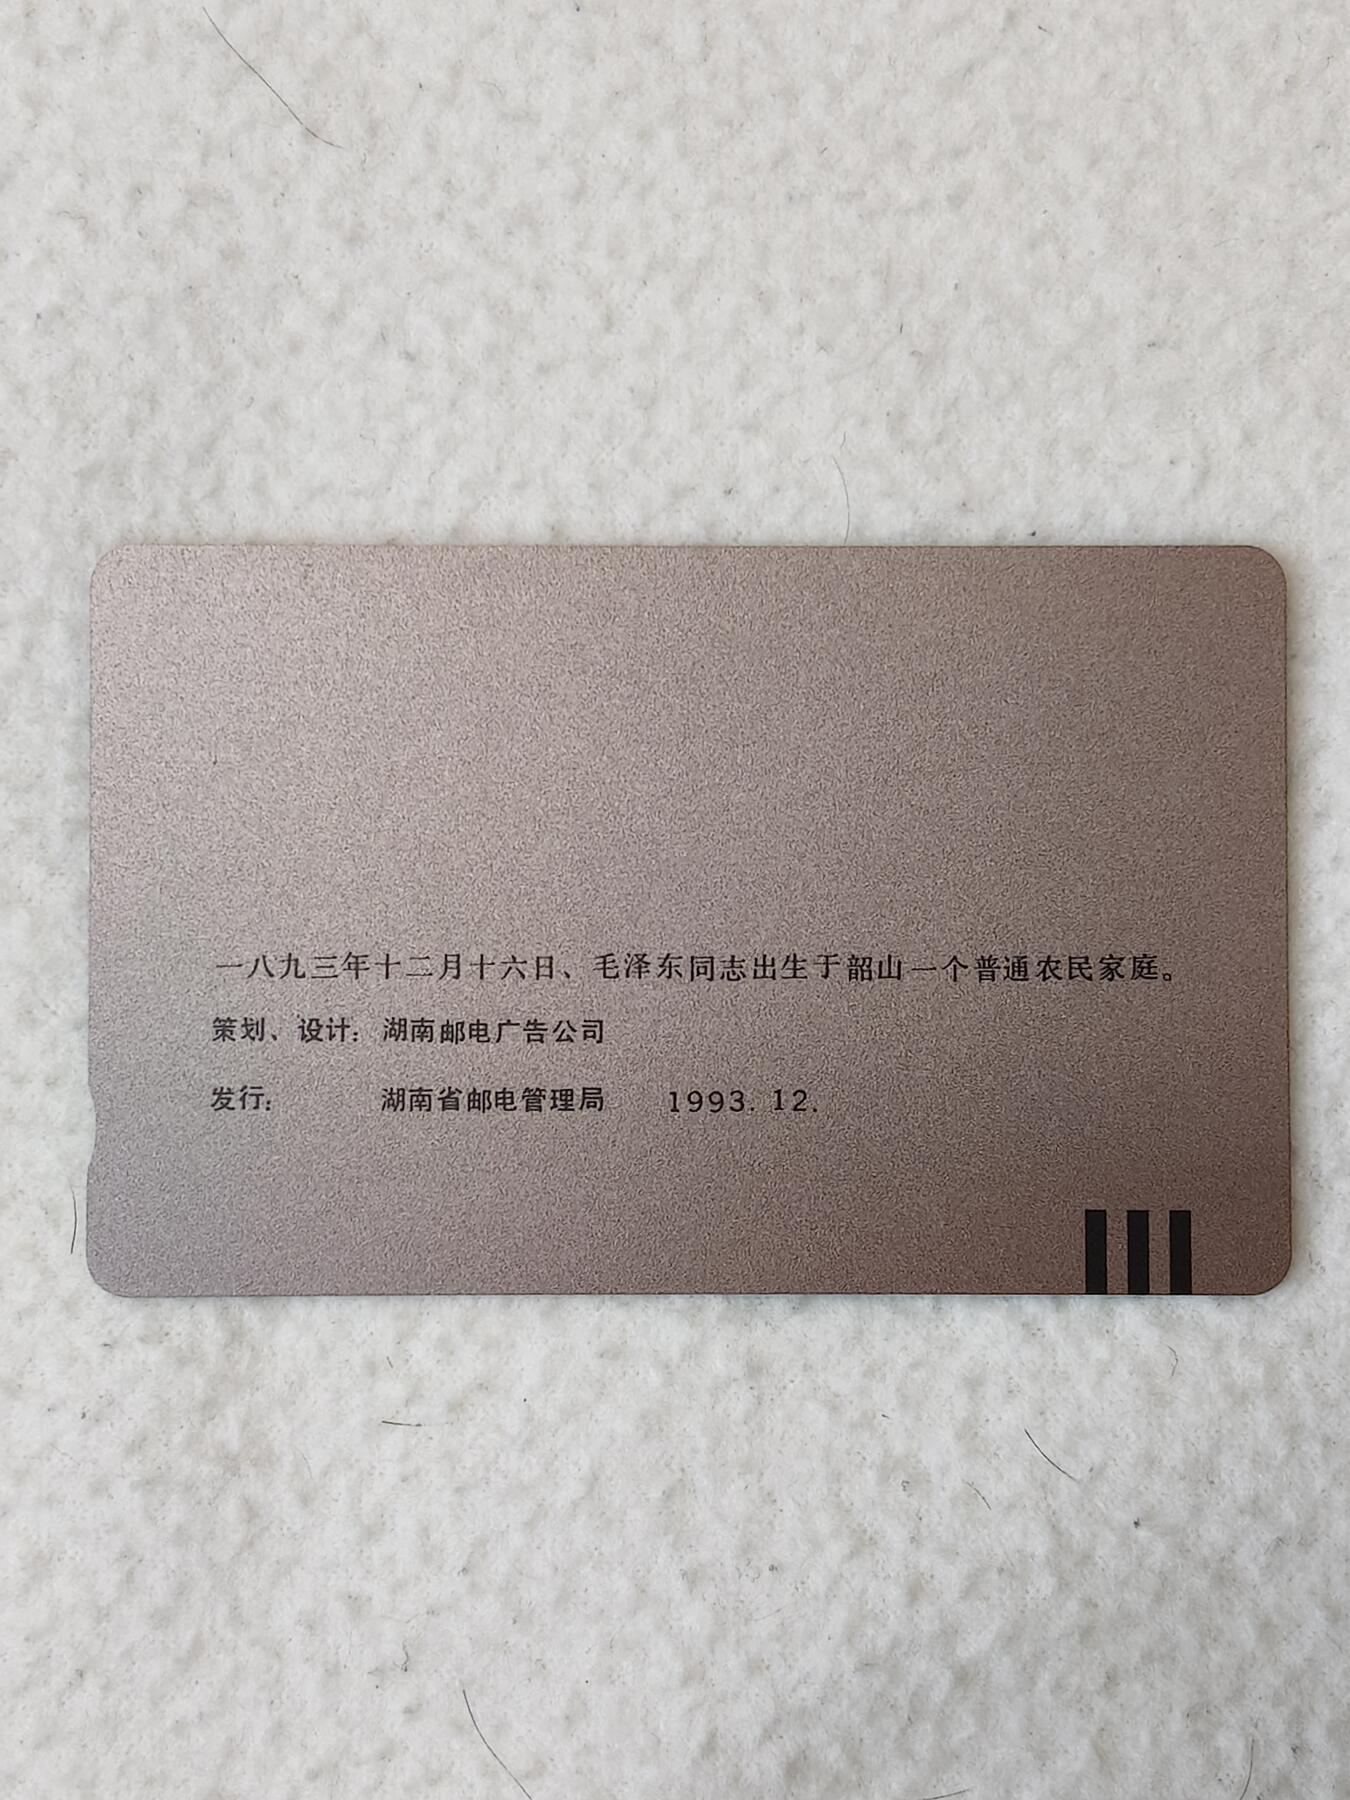 一八九三年十二月十六日、毛泽东同志出生于韶山一个普通农民家庭。
策划、设计：湖南邮电广告公司
发行： 湖南省邮电管理局 1993. 12.